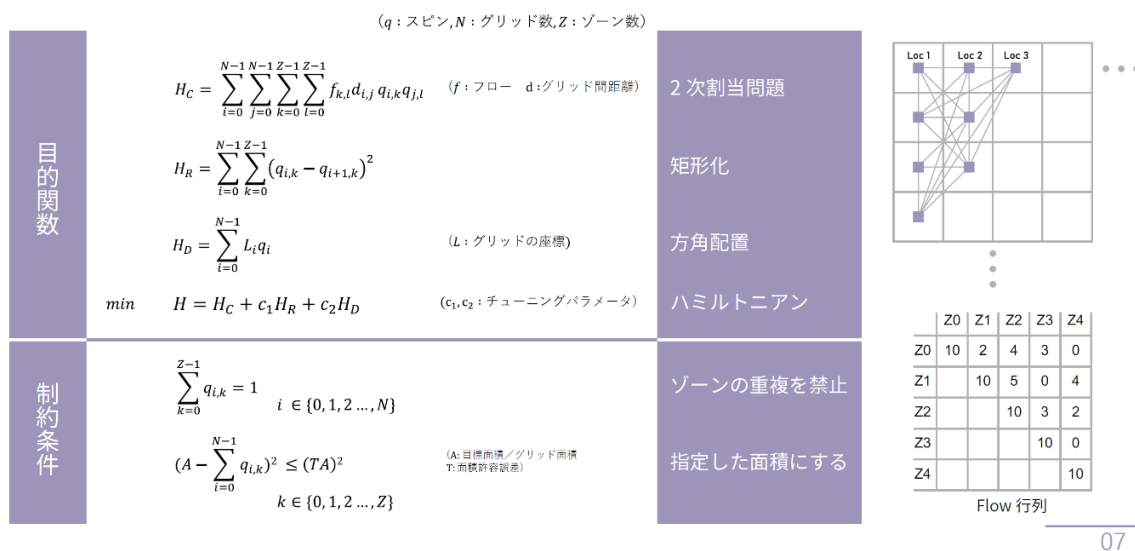 (q : スピン, N : グリッド数, Z : ゾーン数)
目的関数
H_C = \sum_{i=0}^{N-1} \sum_{j=0}^{N-1} \sum_{k=0}^{Z-1} \sum_{l=0}^{Z-1} f_{k,l} d_{i,j} q_{i,k} q_{j,l} (f : フロー d :グリッド間距離) 2 次割当問題
H_R = \sum_{i=0}^{N-1} \sum_{k=0}^{Z-1} (q_{i,k} − q_{i+1,k})^2 矩形化
H_D = \sum_{i=0}^{N-1} L_i q_i (L : グリッドの座標) 方角配置
min H = H_C + c_1 H_R + c_2 H_D (c_1, c_2 : チューニングパラメータ) ハミルトニアン
制約条件
\sum_{k=0}^{Z-1} q_{i,k} = 1 ゾーンの重複を禁止
i ∈ {0, 1, 2 …, N}
(A − \sum_{i=0}^{N-1} q_{i,k})^2 ≤ (TA)^2 (A: 目標面積／グリッド面積 指定した面積にする
T: 面積許容誤差)
k ∈ {0, 1, 2 …, Z}
Loc 1 Loc 2 Loc 3
Z0 Z1 Z2 Z3 Z4
Z0 10 2 4 3 0
Z1 10 5 0 4
Z2 10 3 2
Z3 10 0
Z4 10
Flow 行列
07